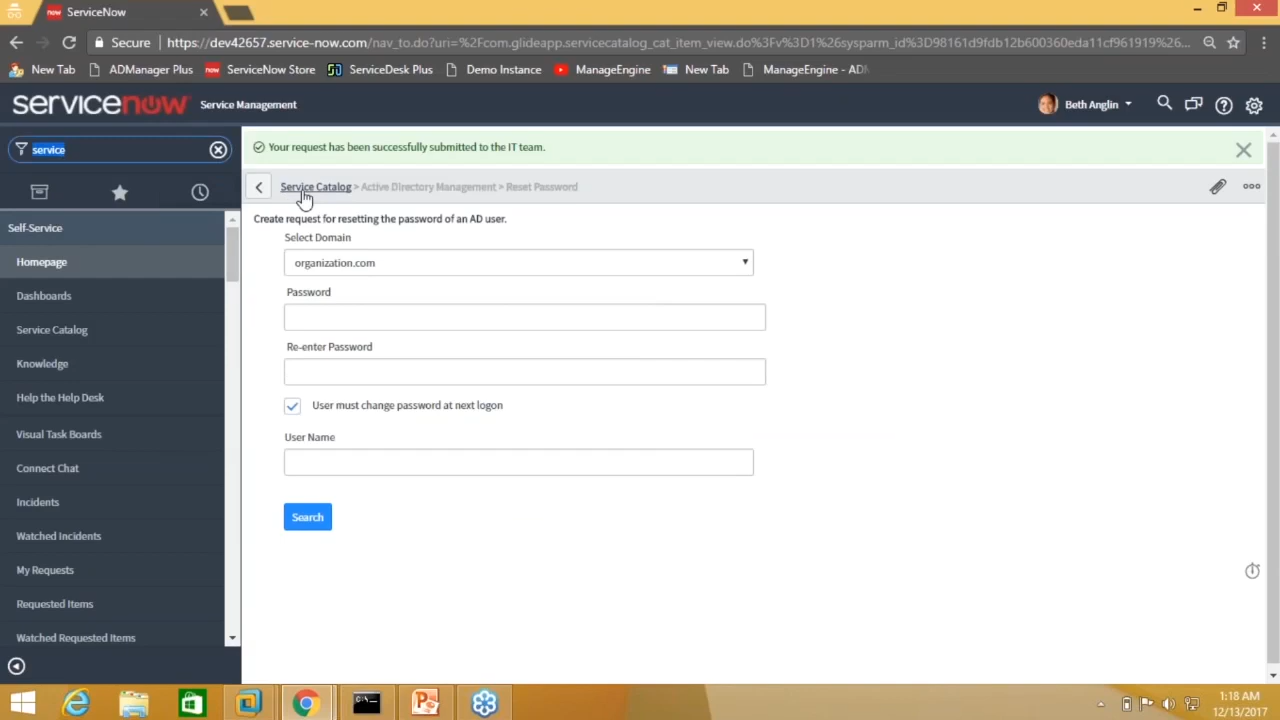 now ServiceNow
Secure https://dev42657.service-now.com/nav_to.do?uri=%2Fcom.glideapp.servicecatalog_cat_item_view.do%3Fv%3D1%26sysparm_id%3D98161d9fdb12b600360eda11cf961919%26...
New Tab ADManager Plus now ServiceNow Store ServiceDesk Plus Demo Instance ManageEngine New Tab ManageEngine - ADM
servicenow Service Management Beth Anglin
service
Your request has been successfully submitted to the IT team.
Service Catalog > Active Directory Management > Reset Password
Create request for resetting the password of an AD user.
Self-Service
Select Domain
Homepage
organization.com
Password
Dashboards
Service Catalog
Re-enter Password
Knowledge
Help the Help Desk
User must change password at next logon
Visual Task Boards
User Name
Connect Chat
Incidents
Search
Watched Incidents
My Requests
Requested Items
Watched Requested Items
1:18 AM
12/13/2017